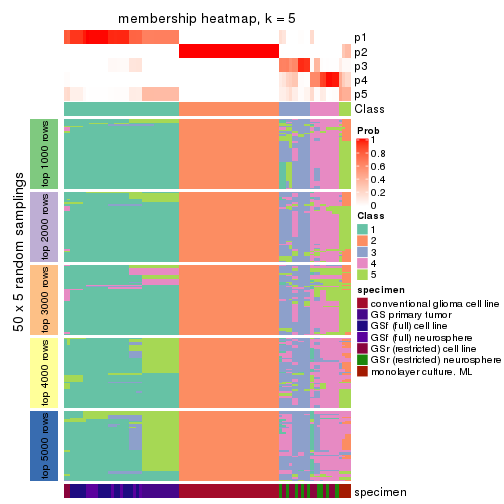 membership heatmap, k = 5
p1
p2
p3
p4
p5
Class
50 x 5 random samplings
top 1000 rows
top 2000 rows
top 3000 rows
top 4000 rows
top 5000 rows
Prob
1
0.8
0.6
0.4
0.2
0
Class
1
2
3
4
5
specimen
conventional glioma cell line
GS primary tumor
GSf (full) cell line
GSf (full) neurosphere
GSr (restricted) cell line
GSr (restricted) neurosphere
monolayer culture. ML
specimen